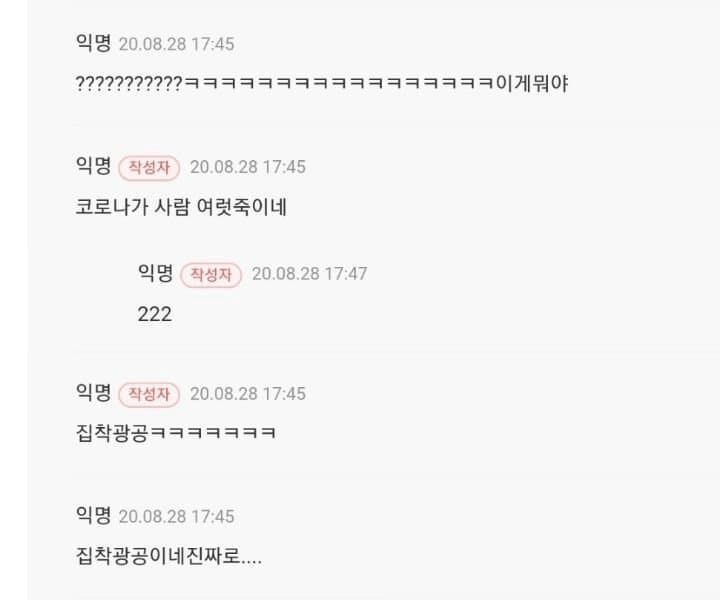 익명 20.08.28 17:45
???????????ㅋㅋㅋㅋㅋㅋㅋㅋㅋㅋㅋㅋㅋㅋㅋㅋㅋ이게뭐야
익명 작성자 20.08.28 17:45
코로나가 사람 여럿죽이네
익명 작성자 20.08.28 17:47
222
익명 작성자 20.08.28 17:45
집착광공ㅋㅋㅋㅋㅋㅋㅋ
익명 20.08.28 17:45
집착광공이네진짜로....